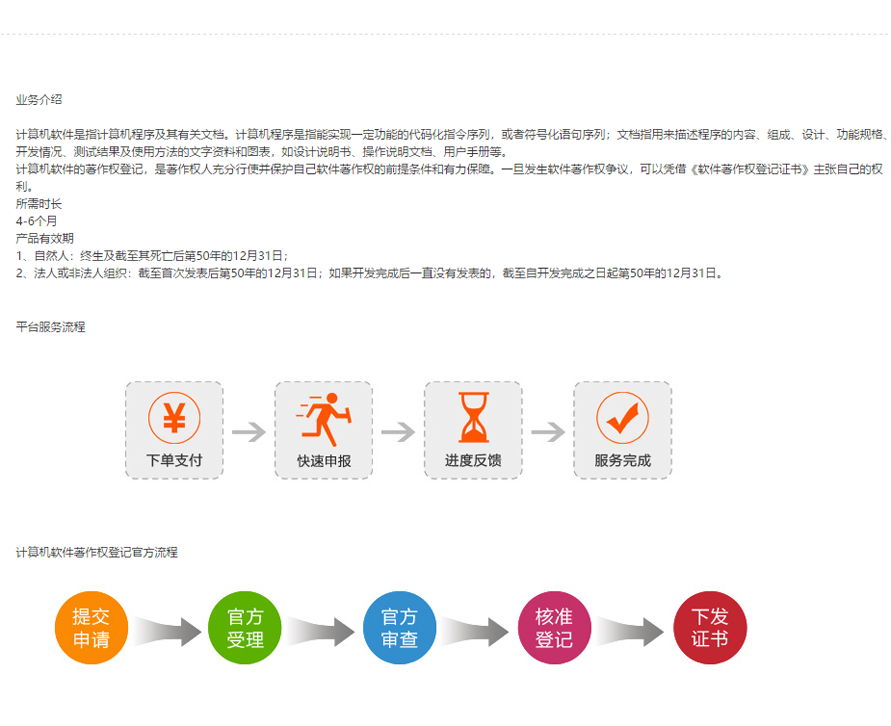 业务介绍
计算机软件是指计算机程序及其有关文档。计算机程序是指能实现一定功能的代码化指令序列，或者符号化语句序列；文档指用来描述程序的内容、组成、设计、功能规格、
开发情况、测试结果及使用方法的文字资料和图表，如设计说明书、操作说明文档、用户手册等。
计算机软件的著作权登记，是著作权人充分行使并保护自己软件著作权的前提条件和有力保障。一旦发生软件著作权争议，可以凭借《软件著作权登记证书》主张自己的权
利。
所需时长
4-6个月
产品有效期
1、自然人：终生及截至其死亡后第50年的12月31日；
2、法人或非法人组织：截至首次发表后第50年的12月31日；如果开发完成后一直没有发表的，截至自开发完成之日起第50年的12月31日。
平台服务流程
¥
下单支付
快速申报
进度反馈
服务完成
计算机软件著作权登记官方流程
提交
申请
官方
受理
官方
审查
核准
登记
下发
证书